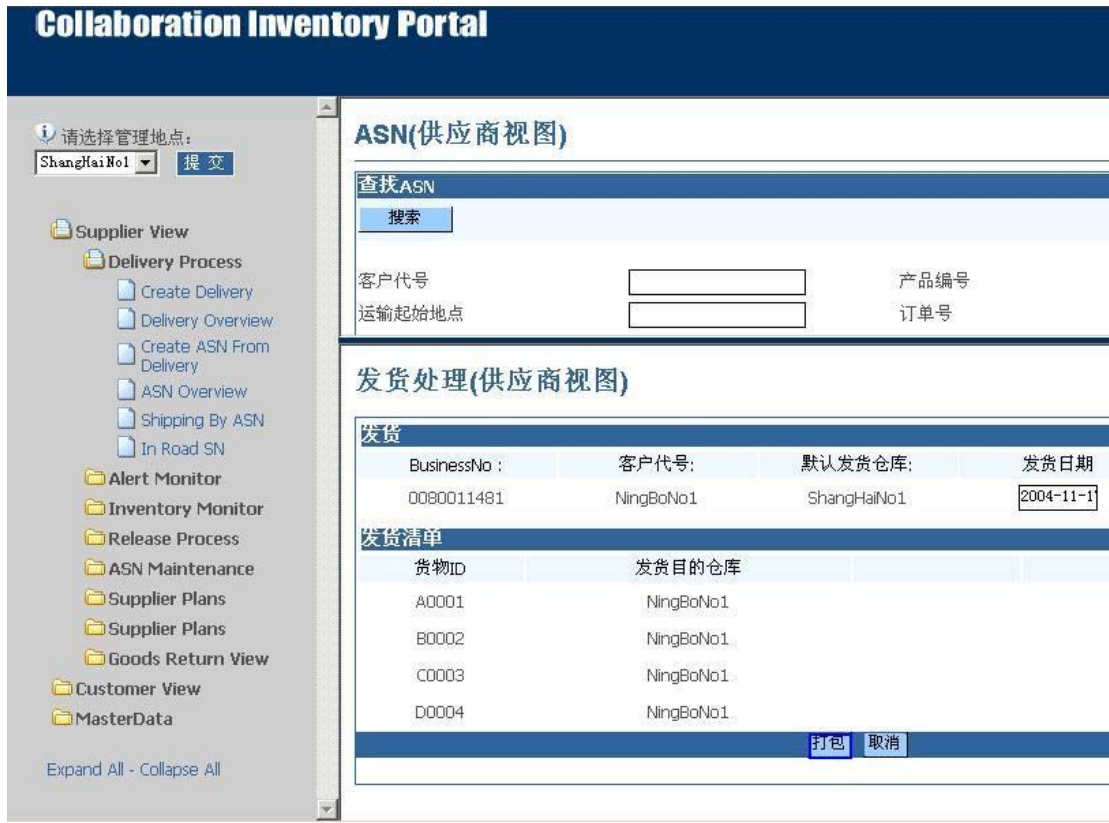 Collaboration Inventory Portal
请选择管理地点:
ShangHaiNo1 提 交
Supplier View
Delivery Process
Create Delivery
Delivery Overview
Create ASN From
Delivery
ASN Overview
Shipping By ASN
In Road SN
Alert Monitor
Inventory Monitor
Release Process
ASN Maintenance
Supplier Plans
Supplier Plans
Goods Return View
Customer View
MasterData
Expand All - Collapse All
ASN(供应商视图)
查找ASN
搜索
客户代号 产品编号
运输起始地点 订单号
发货处理(供应商视图)
发货
BusinessNo : 客户代号: 默认发货仓库: 发货日期
0080011481 NingBoNo1 ShangHaiNo1 2004-11-1
发货清单
货物ID 发货目的仓库
A0001 NingBoNo1
B0002 NingBoNo1
C0003 NingBoNo1
D0004 NingBoNo1
打包 取消